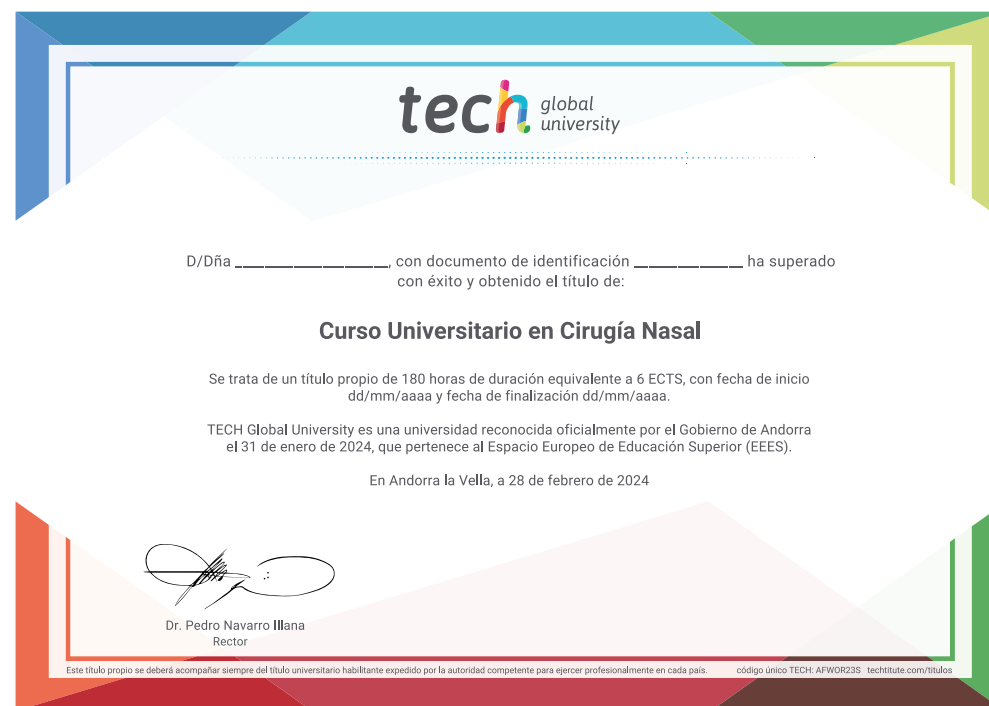 tech global university
D/Dña ____________________, con documento de identificación ______________ ha superado
con éxito y obtenido el título de:
Curso Universitario en Cirugía Nasal
Se trata de un título propio de 180 horas de duración equivalente a 6 ECTS, con fecha de inicio
dd/mm/aaaa y fecha de finalización dd/mm/aaaa.
TECH Global University es una universidad reconocida oficialmente por el Gobierno de Andorra
el 31 de enero de 2024, que pertenece al Espacio Europeo de Educación Superior (EEES).
En Andorra la Vella, a 28 de febrero de 2024
Dr. Pedro Navarro Illana
Rector
Este título propio se deberá acompañar siempre del título universitario habilitante expedido por la autoridad competente para ejercer profesionalmente en cada país. código único TECH: AFWOR23S techtitute.com/titulos